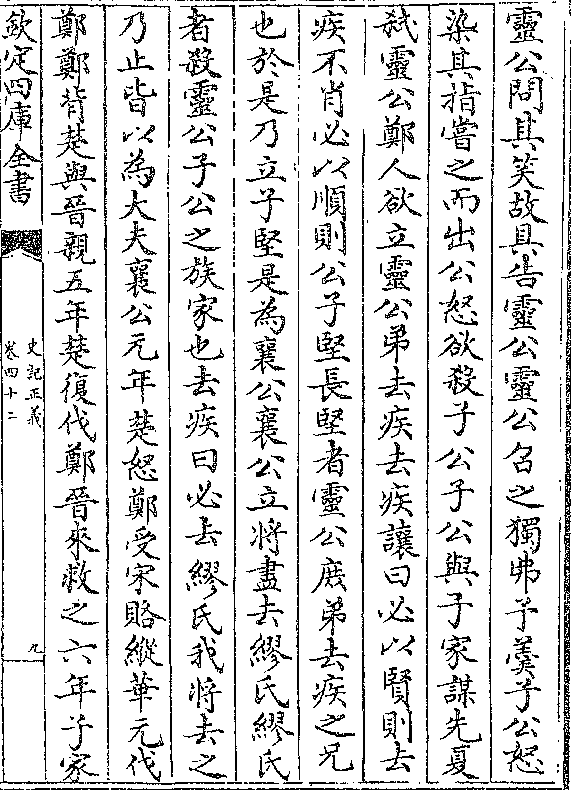 靈公問其笑故具告靈公靈公召之獨弗予羹子公怒
染其指嘗之而出公怒欲殺子公子公與子家謀先夏
弑靈公鄭人欲立靈公弟去疾去疾讓曰必以賢則去
疾不肖必以順則公子堅長堅者靈公庶弟去疾之兄
也於是乃立子堅是為襄公襄公立將盡去繆氏繆氏
者殺靈公子公之族家也去疾曰必去繆氏我將去之
乃止皆以為大夫襄公元年楚怒鄭受宋賂縱華元伐
鄭鄭背楚與晉親五年楚復伐鄭晉來救之六年子家
欽定四庫全書
史記正義
卷四十二
九